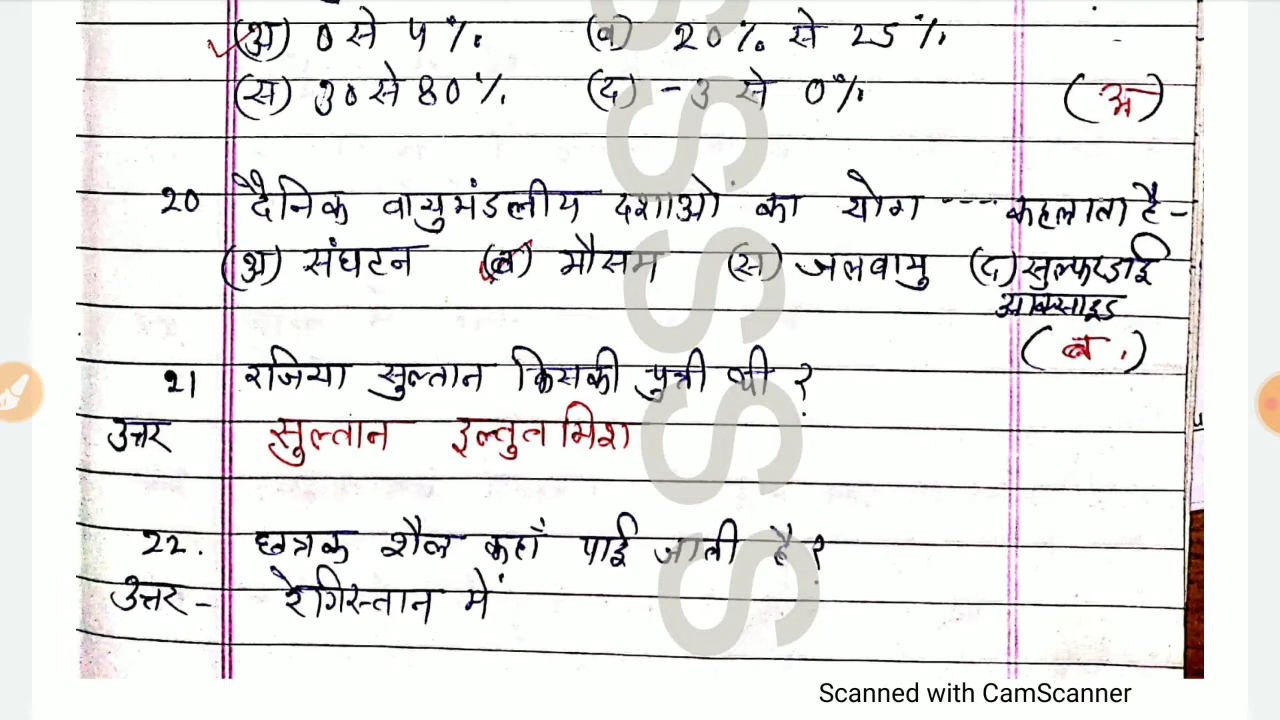 (अ) 0 से 5%. (ब) 20% से 25%.
(स) 30 से 80%. (द) -3 से 0% (अ)
20 दैनिक वायुमंडलीय दशाओं का योग ---- कहलाता है-
(अ) संघटन (ब) मौसम (स) जलवायु (द) सुल्फरडाई
आक्साइड
(ब.)
21 रजिया सुल्तान किसकी पुत्री थी ?
उत्तर सुल्तान इल्तुतमिश
22. छत्रक शैल कहाँ पाई जाती है ?
उत्तर - रेगिस्तान में
Scanned with CamScanner